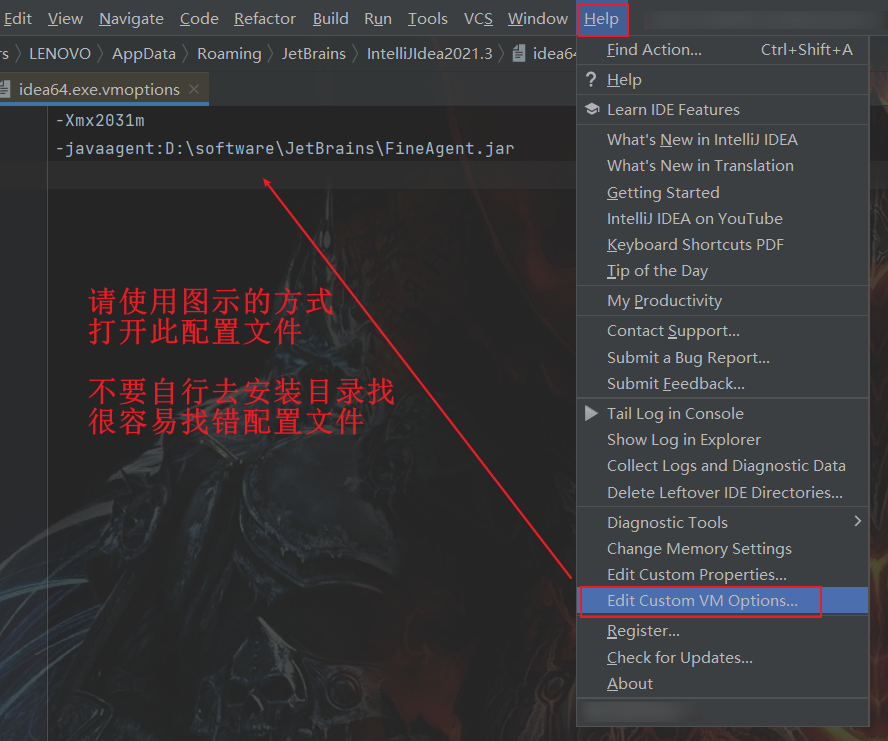 Edit View Navigate Code Refactor Build Run Tools VCS Window Help
rs LENOVO AppData Roaming JetBrains IntelliJIdea2021.3 idea64
idea64.exe.vmoptions
-Xmx2031m
-javaagent:D:\software\JetBrains\FineAgent.jar
请使用图示的方式
打开此配置文件
不要自行去安装目录找
很容易找错配置文件
Find Action... Ctrl+Shift+A
Help
Learn IDE Features
What's New in IntelliJ IDEA
What's New in Translation
Getting Started
IntelliJ IDEA on YouTube
Keyboard Shortcuts PDF
Tip of the Day
My Productivity
Contact Support...
Submit a Bug Report...
Submit Feedback...
Tail Log in Console
Show Log in Explorer
Collect Logs and Diagnostic Data
Delete Leftover IDE Directories...
Diagnostic Tools
Change Memory Settings
Edit Custom Properties...
Edit Custom VM Options...
Register...
Check for Updates...
About